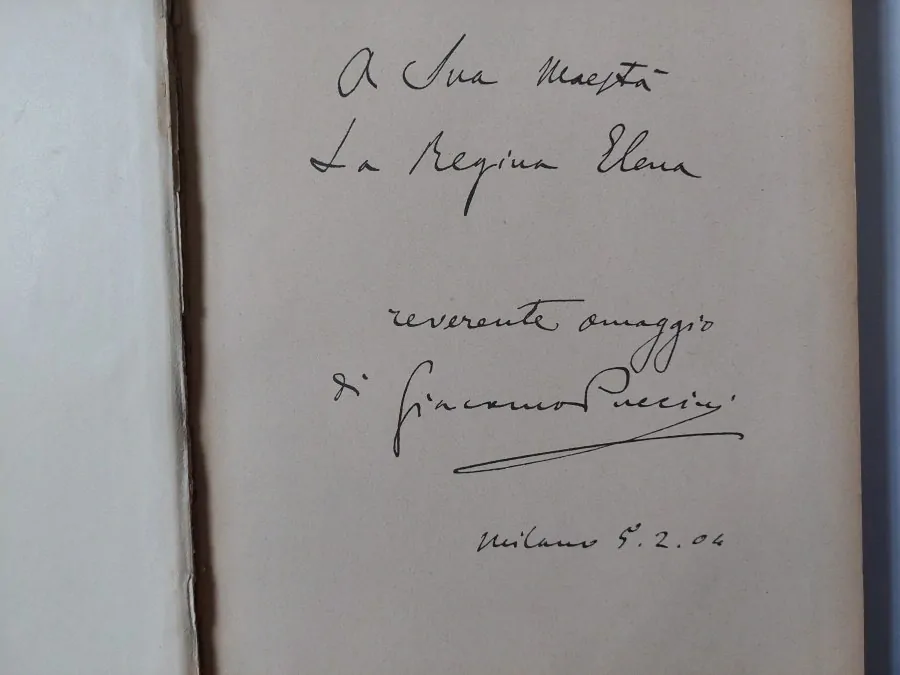 A Sua Maestà
La Regina Elena
reverente omaggio
di Giacomo Puccini
Milano 5.2.04